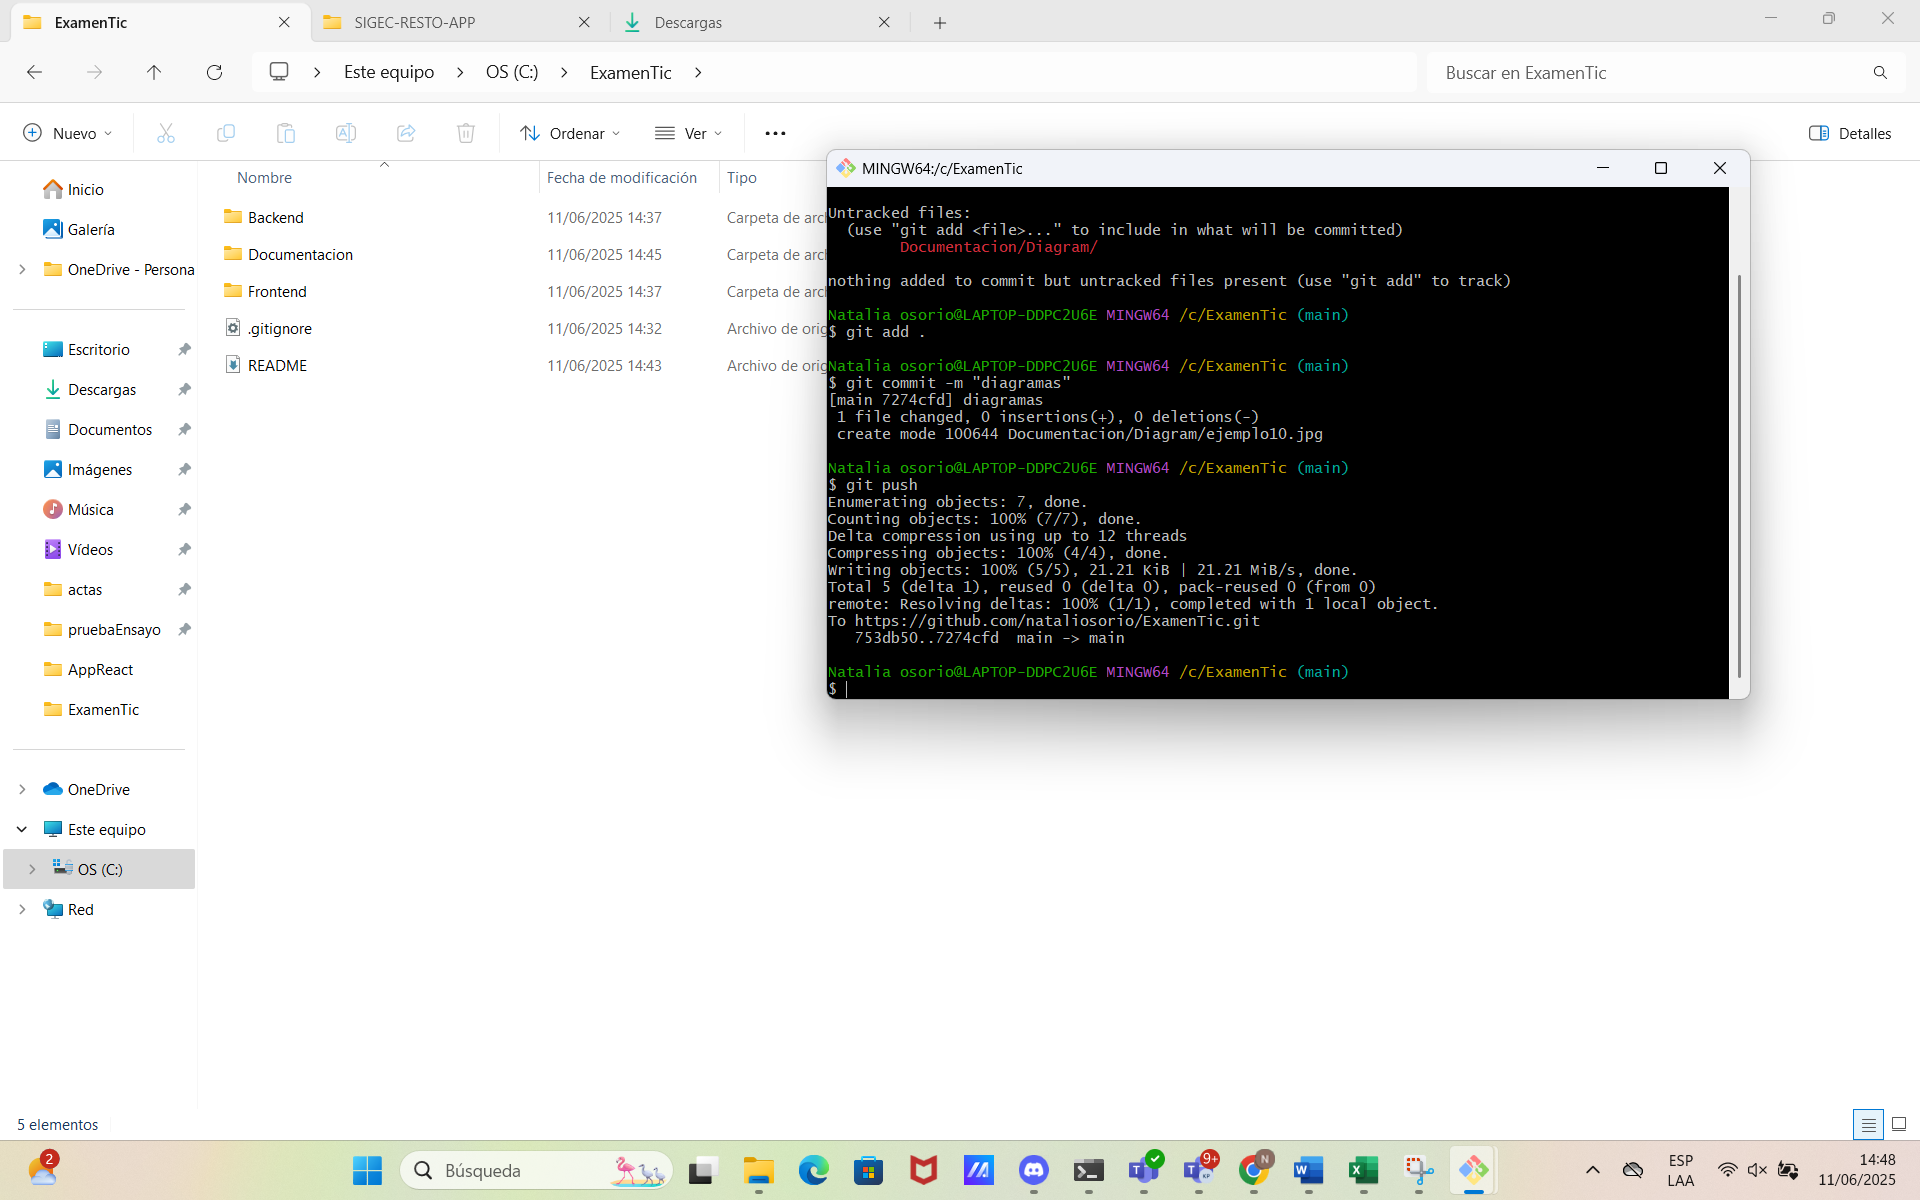 ExamenTic
SIGEC-RESTO-APP
Descargas
Este equipo
OS (C:)
ExamenTic
Buscar en ExamenTic
Nuevo
Ordenar
Ver
Detalles
Inicio
Galería
OneDrive - Persona
Escritorio
Descargas
Documentos
Imágenes
Música
Vídeos
actas
pruebaEnsayo
AppReact
ExamenTic
OneDrive
Este equipo
OS (C:)
Red
Nombre Fecha de modificación Tipo
Backend 11/06/2025 14:37 Carpeta de arc
Documentacion 11/06/2025 14:45 Carpeta de arc
Frontend 11/06/2025 14:37 Carpeta de arc
.gitignore 11/06/2025 14:32 Archivo de orig
README 11/06/2025 14:43 Archivo de orig
MINGW64:/c/ExamenTic
Untracked files:
(use "git add <file>..." to include in what will be committed)
Documentacion/Diagram/
nothing added to commit but untracked files present (use "git add" to track)
Natalia osorio@LAPTOP-DDPC2U6E MINGW64 /c/ExamenTic (main)
$ git add .
Natalia osorio@LAPTOP-DDPC2U6E MINGW64 /c/ExamenTic (main)
$ git commit -m "diagramas"
[main 7274cfd] diagramas
1 file changed, 0 insertions(+), 0 deletions(-)
create mode 100644 Documentacion/Diagram/ejemplo10.jpg
Natalia osorio@LAPTOP-DDPC2U6E MINGW64 /c/ExamenTic (main)
$ git push
Enumerating objects: 7, done.
Counting objects: 100% (7/7), done.
Delta compression using up to 12 threads
Compressing objects: 100% (4/4), done.
Writing objects: 100% (5/5), 21.21 KiB | 21.21 MiB/s, done.
Total 5 (delta 1), reused 0 (delta 0), pack-reused 0 (from 0)
remote: Resolving deltas: 100% (1/1), completed with 1 local object.
To https://github.com/nataliosorio/ExamenTic.git
753db50..7274cfd  main -> main
Natalia osorio@LAPTOP-DDPC2U6E MINGW64 /c/ExamenTic (main)
$
5 elementos
2
Búsqueda
9+
N
ESP
LAA
14:48
11/06/2025